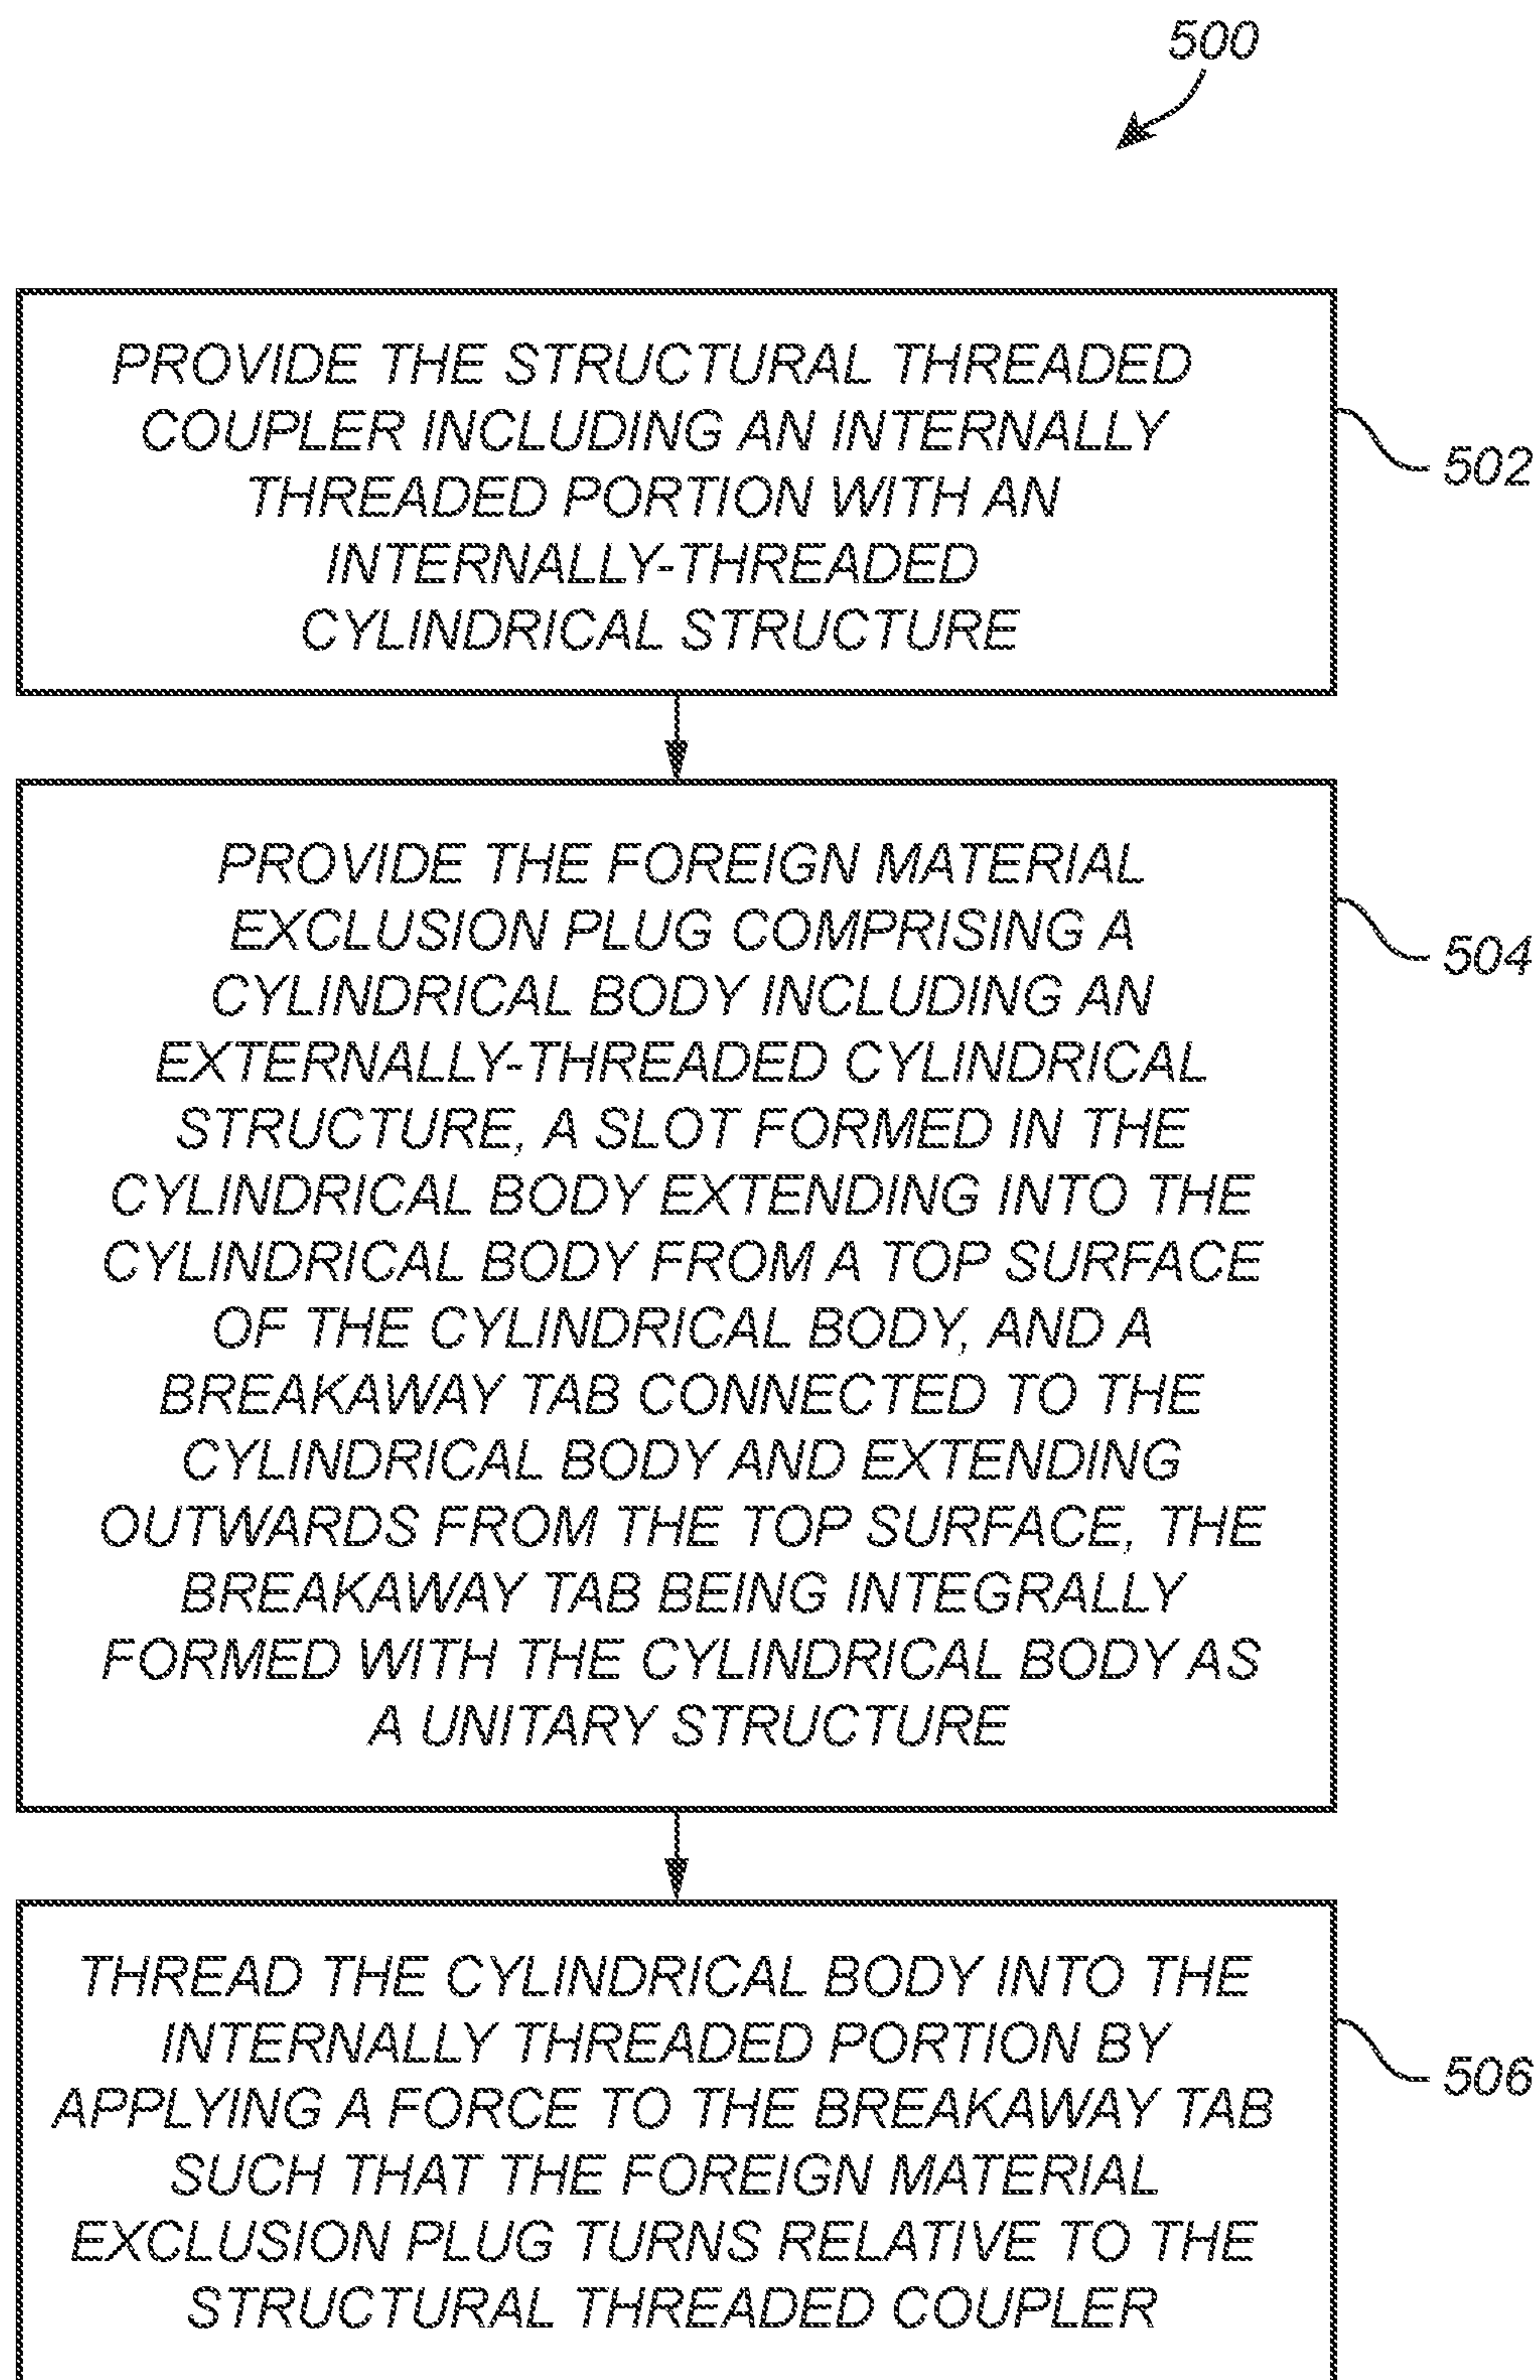 500
PROVIDE THE STRUCTURAL THREADED
COUPLER INCLUDING AN INTERNALLY
THREADED PORTION WITH AN
INTERNALLY-THREADED
CYLINDRICAL STRUCTURE
502
PROVIDE THE FOREIGN MATERIAL
EXCLUSION PLUG COMPRISING A
CYLINDRICAL BODY INCLUDING AN
EXTERNALLY-THREADED CYLINDRICAL
STRUCTURE, A SLOT FORMED IN THE
CYLINDRICAL BODY EXTENDING INTO THE
CYLINDRICAL BODY FROM A TOP SURFACE
OF THE CYLINDRICAL BODY, AND A
BREAKAWAY TAB CONNECTED TO THE
CYLINDRICAL BODY AND EXTENDING
OUTWARDS FROM THE TOP SURFACE, THE
BREAKAWAY TAB BEING INTEGRALLY
FORMED WITH THE CYLINDRICAL BODY AS
A UNITARY STRUCTURE
504
THREAD THE CYLINDRICAL BODY INTO THE
INTERNALLY THREADED PORTION BY
APPLYING A FORCE TO THE BREAKAWAY TAB
SUCH THAT THE FOREIGN MATERIAL
EXCLUSION PLUG TURNS RELATIVE TO THE
STRUCTURAL THREADED COUPLER
506